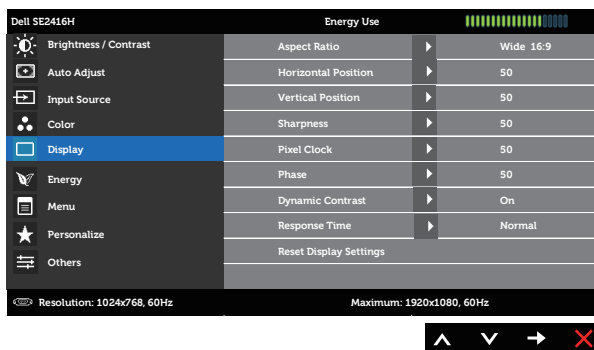 Dell SE2416H Energy Use
Brightness / Contrast
Auto Adjust
Input Source
Color
Display
Energy
Menu
Personalize
Others
Aspect Ratio Wide 16:9
Horizontal Position 50
Vertical Position 50
Sharpness 50
Pixel Clock 50
Phase 50
Dynamic Contrast On
Response Time Normal
Reset Display Settings
Resolution: 1024x768, 60Hz Maximum: 1920x1080, 60Hz